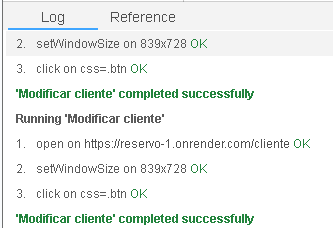 Log Reference
2. setWindowSize on 839x728 OK
3. click on css=.btn OK
'Modificar cliente' completed successfully
Running 'Modificar cliente'
1. open on https://reservo-1.onrender.com/cliente OK
2. setWindowSize on 839x728 OK
3. click on css=.btn OK
'Modificar cliente' completed successfully